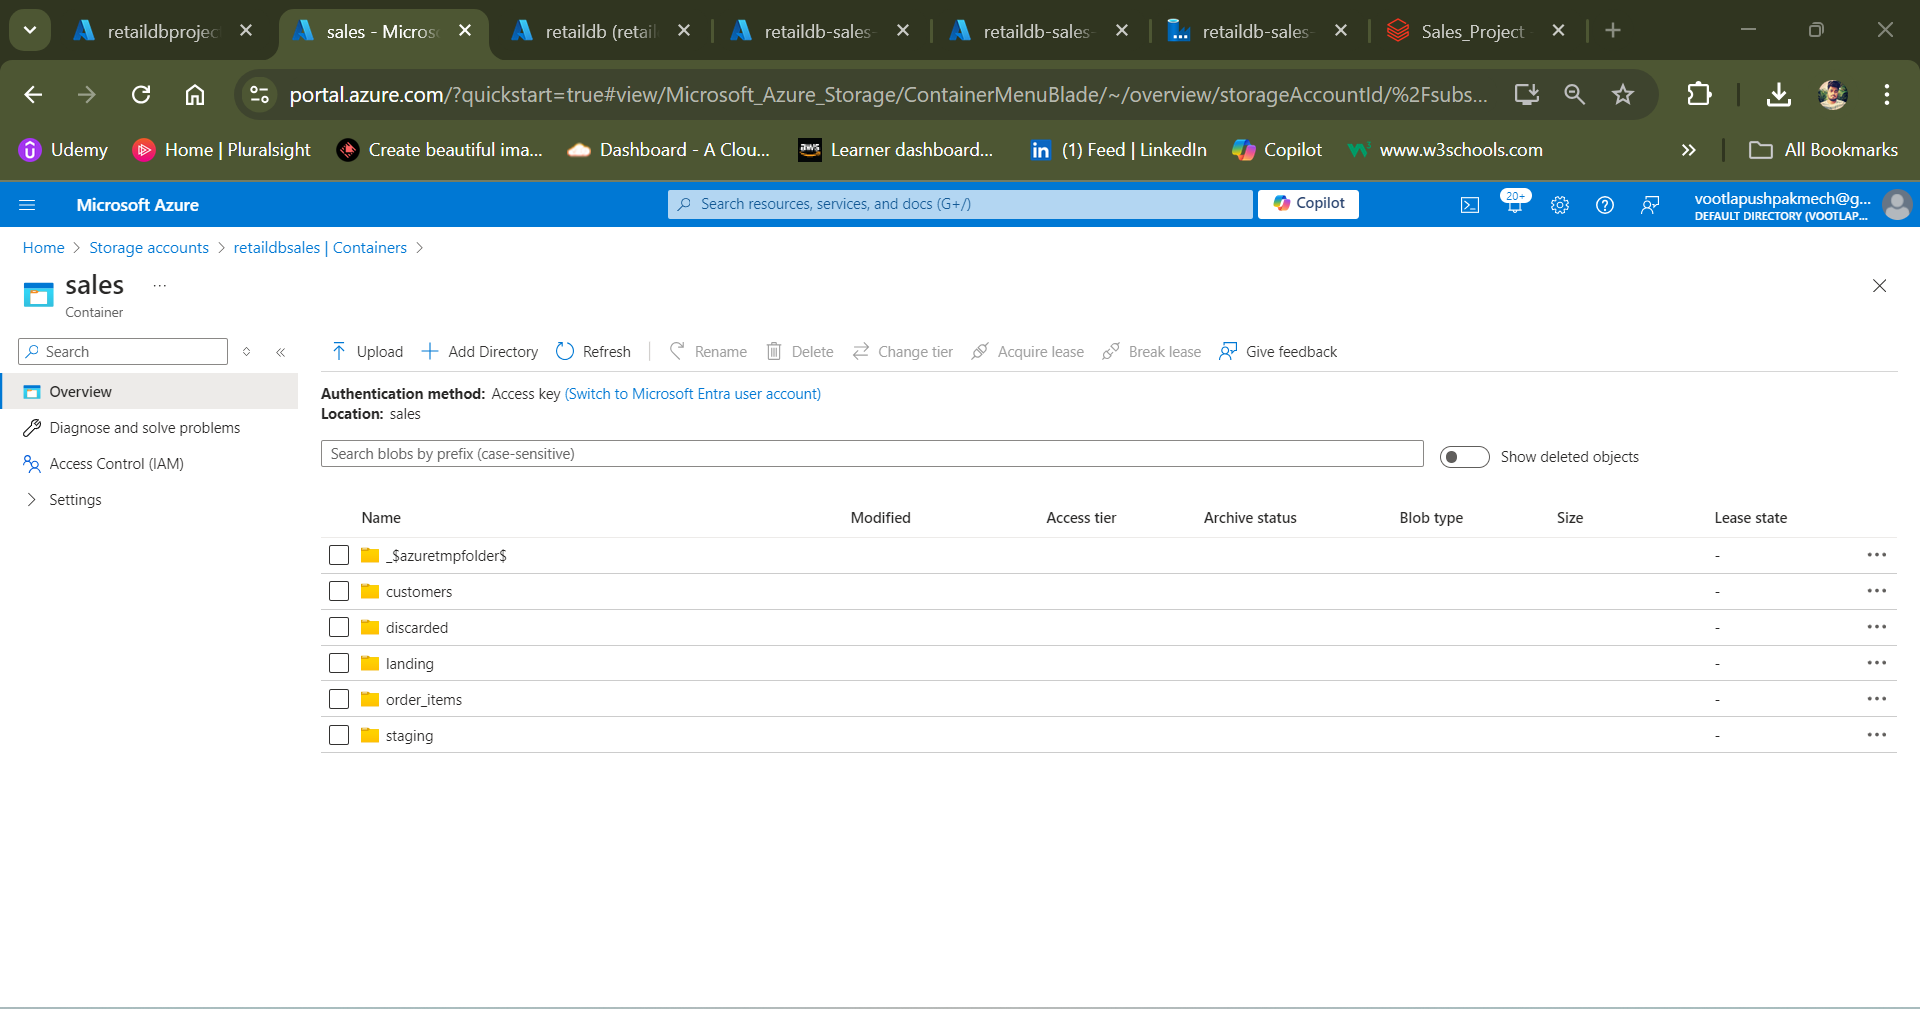 retaildbprojec
sales - Micros
retaildb (retail
retaildb-sales-
retaildb-sales-
retaildb-sales-
Sales_Project
portal.azure.com/?quickstart=true#view/Microsoft_Azure_Storage/ContainerMenuBlade/~/overview/storageAccountId/%2Fsubs...
Udemy
Home | Pluralsight
Create beautiful ima...
Dashboard - A Clou...
aws
Learner dashboard...
(1) Feed | LinkedIn
Copilot
www.w3schools.com
»
All Bookmarks
Microsoft Azure
Search resources, services, and docs (G+/)
Copilot
20+
vootlapushpakmech@g...
DEFAULT DIRECTORY (VOOTLAP...
Home > Storage accounts > retaildbsales | Containers >
sales ...
Container
Search
«
Upload
Add Directory
Refresh
Rename
Delete
Change tier
Acquire lease
Break lease
Give feedback
Overview
Diagnose and solve problems
Access Control (IAM)
Settings
Authentication method: Access key (Switch to Microsoft Entra user account)
Location: sales
Search blobs by prefix (case-sensitive)
Show deleted objects
Name Modified Access tier Archive status Blob type Size Lease state
_$azuretmpfolder$ - ...
customers - ...
discarded - ...
landing - ...
order_items - ...
staging - ...